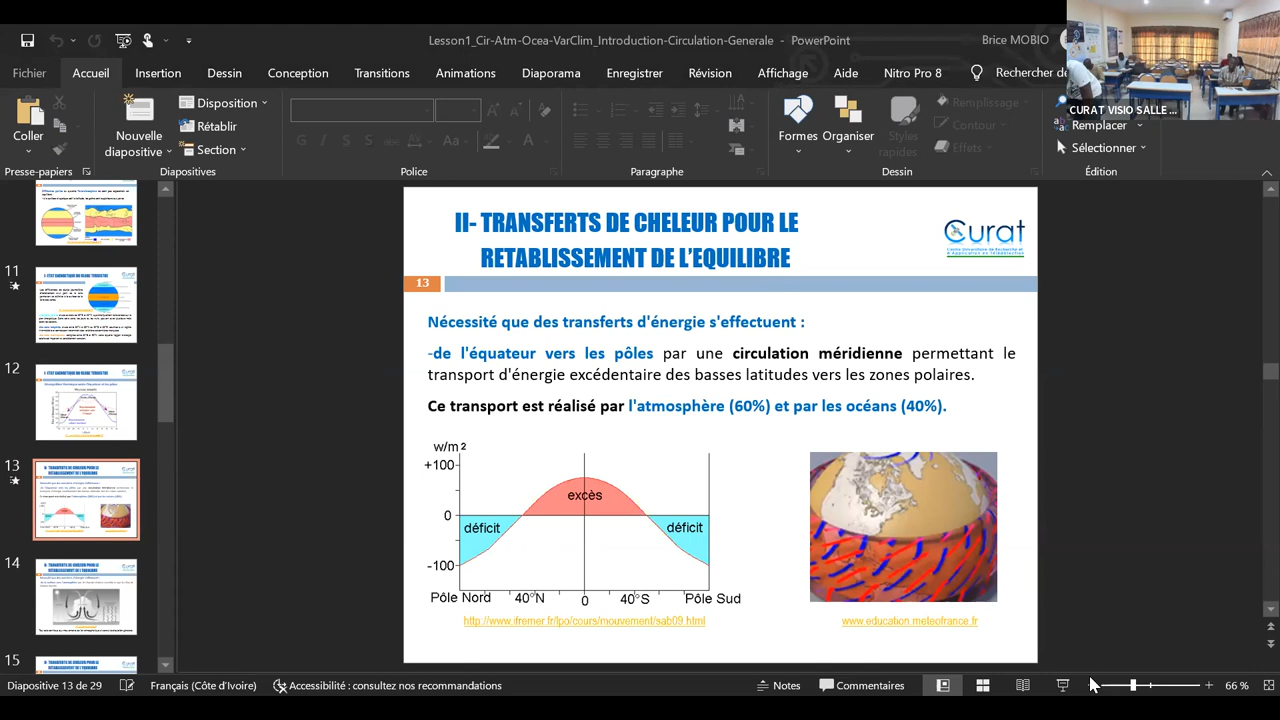 Lesson1_Cir-Atm-Ocea-VarClim_Introduction-Circulation-Generale - PowerPoint
Brice MOBIO
Fichier Accueil Insertion Dessin Conception Transitions Animations Diaporama Enregistrer Révision Affichage Aide Nitro Pro 8 Rechercher
CURAT VISIO SALLE ...
Coller
Nouvelle diapositive
Disposition
Rétablir
Section
Formes
Organiser
Styles rapides
Remplissage
Contour
Effets
Remplacer
Sélectionner
Presse-papiers Diapositives Police Paragraphe Dessin Édition
11
12
13
14
15
II- TRANSFERTS DE CHELEUR POUR LE
RETABLISSEMENT DE L'EQUILIBRE
Curat
Centre Universitaire de Recherche et
d'Application en Télédétection
13
Nécessité que des transferts d'énergie s'effectuent :
-de l'équateur vers les pôles par une circulation méridienne permettant le
transport d'énergie excédentaire des basses latitudes vers les zones polaires.
Ce transport est réalisé par l'atmosphère (60%) et par les océans (40%).
w/m²
+100
excès
0
déficit
déficit
-100
Pôle Nord 40°N 0 40°S Pôle Sud
http://www.ifremer.fr/lpo/cours/mouvement/sab09.html
www.education.meteofrance.fr
Diapositive 13 de 29 Français (Côte d'Ivoire) Accessibilité : consultez nos recommandations Notes Commentaires 66 %